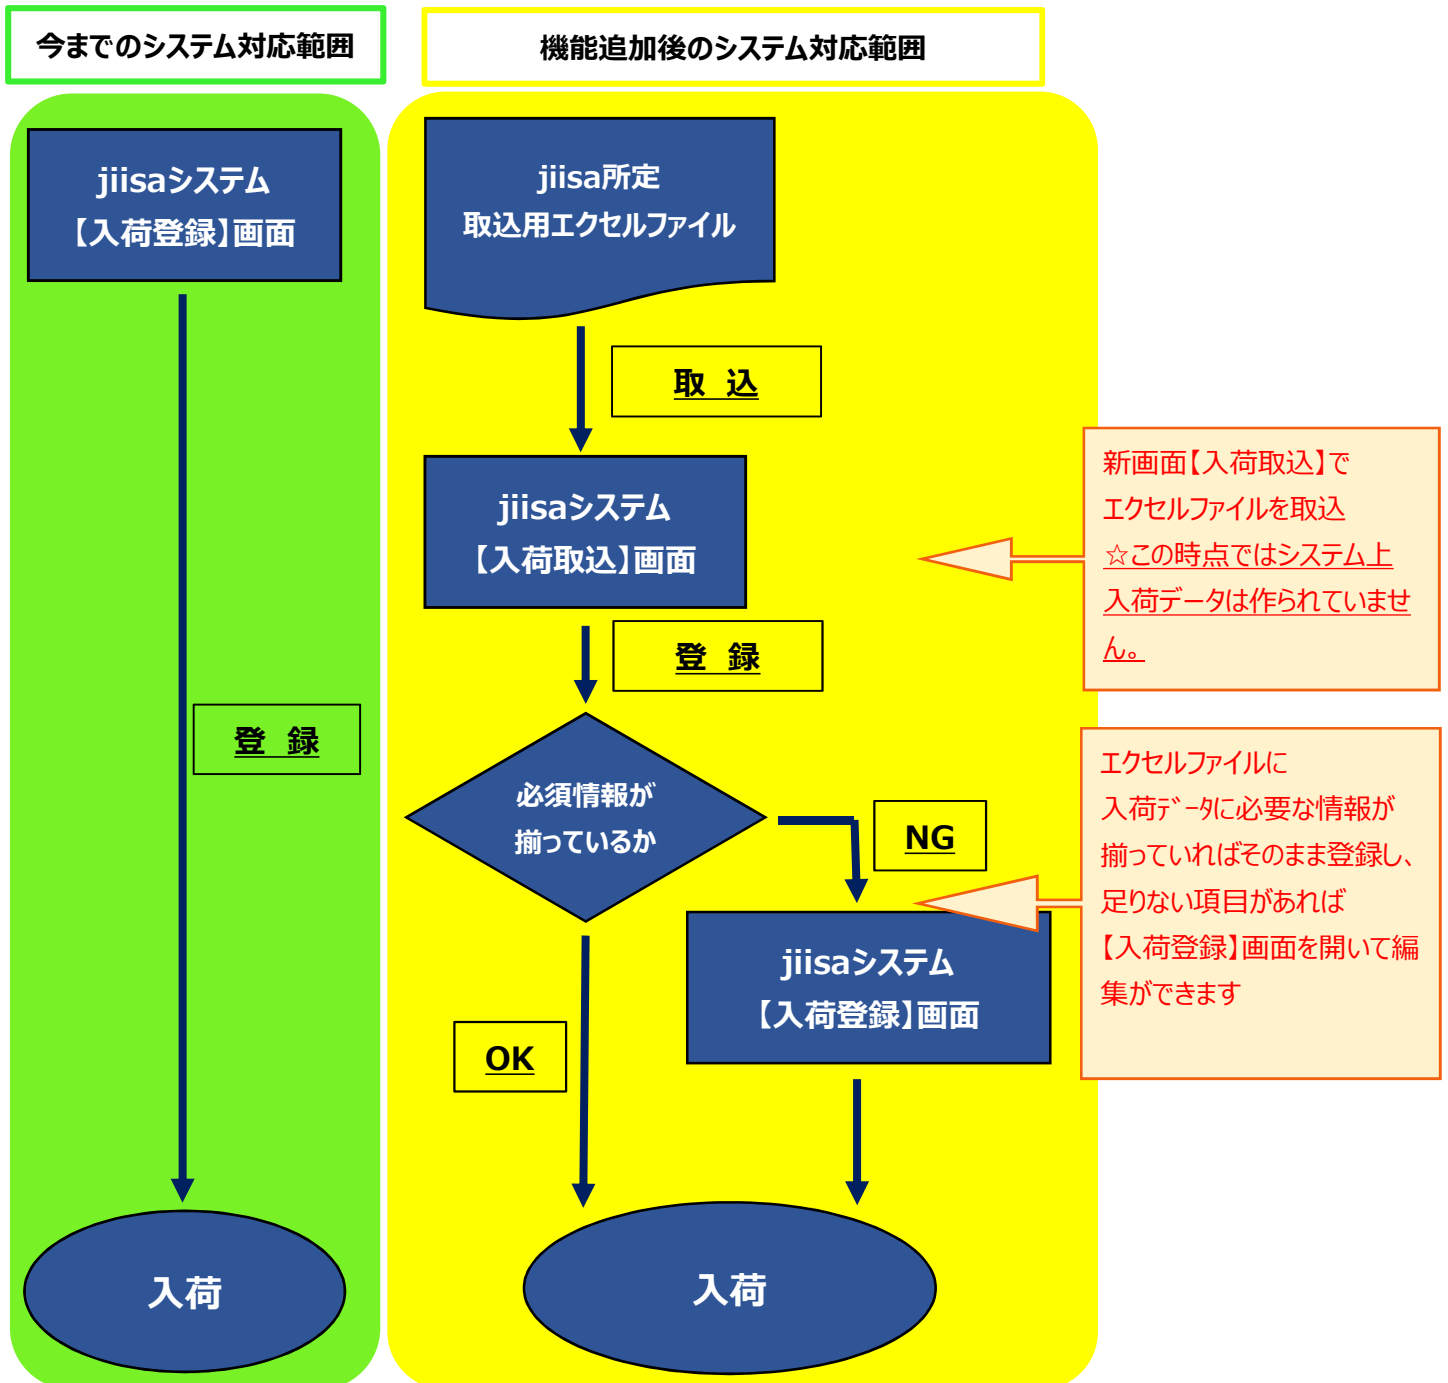 今までのシステム対応範囲
jiisaシステム
【入荷登録】画面
登 録
入荷
機能追加後のシステム対応範囲
jiisa所定
取込用エクセルファイル
取 込
jiisaシステム
【入荷取込】画面
新画面【入荷取込】で
エクセルファイルを取込
☆この時点ではシステム上
入荷データは作られていませ
ん。
登 録
必須情報が
揃っているか
NG
エクセルファイルに
入荷ﾃﾞｰﾀに必要な情報が
揃っていればそのまま登録し、
足りない項目があれば
【入荷登録】画面を開いて編
集ができます
jiisaシステム
【入荷登録】画面
OK
入荷